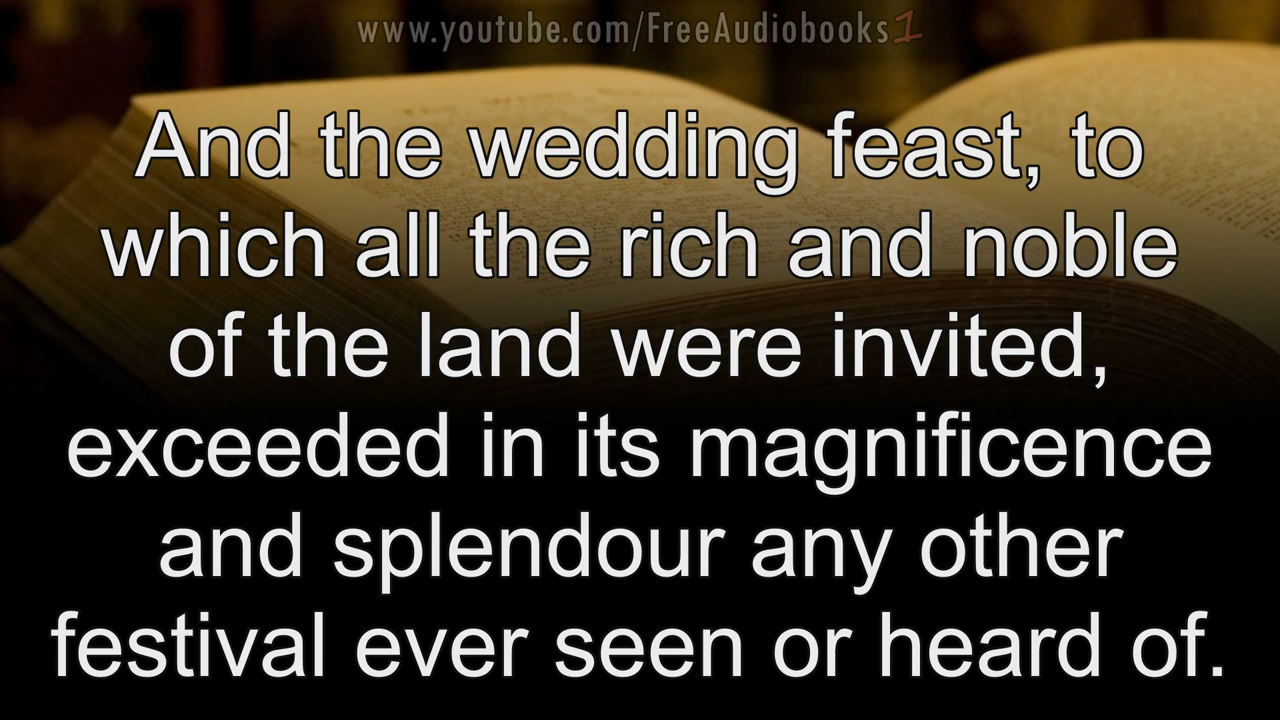 www.youtube.com/FreeAudiobooks1
And the wedding feast, to
which all the rich and noble
of the land were invited,
exceeded in its magnificence
and splendour any other
festival ever seen or heard of.